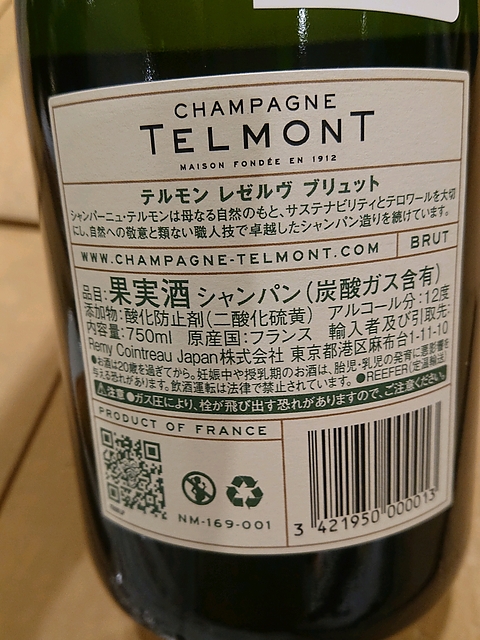 CHAMPAGNE
TELMONT
MAISON FONDÉE EN 1912
テルモン レゼルヴ ブリュット
シャンパーニュ・テルモンは母なる自然のもと、サステナビリティとテロワールを大切
にし、自然への敬意と類ない職人技で卓越したシャンパン造りを続けています。
WWW.CHAMPAGNE-TELMONT.COM
BRUT
品目:果実酒 シャンパン(炭酸ガス含有)
添加物:酸化防止剤(二酸化硫黄) アルコール分:12度
内容量:750ml 原産国:フランス 輸入者及び引取先:
Remy Cointreau Japan株式会社 東京都港区麻布台1-11-10
●お酒は20歳を過ぎてから。妊娠中や授乳期のお酒は、胎児・乳児の発育に悪影響を
与える恐れがあります。飲酒運転は法律で禁止されています。●REEFER(定温輸送)
⚠注意 ●ガス圧により、栓が飛び出す恐れがありますので、ご注意ください。
PRODUCT OF FRANCE
NM-169-001
3 421950 000013